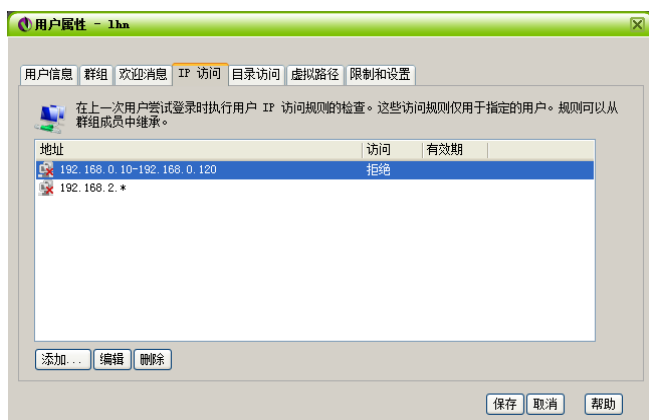 用户属性 - lhn
用户信息 群组 欢迎消息 IP 访问 目录访问 虚拟路径 限制和设置
在上一次用户尝试登录时执行用户 IP 访问规则的检查。这些访问规则仅用于指定的用户。规则可以从
群组成员中继承。
地址 访问 有效期
192.168.0.10-192.168.0.120 拒绝
192.168.2.*
添加... 编辑 删除
保存 取消 帮助